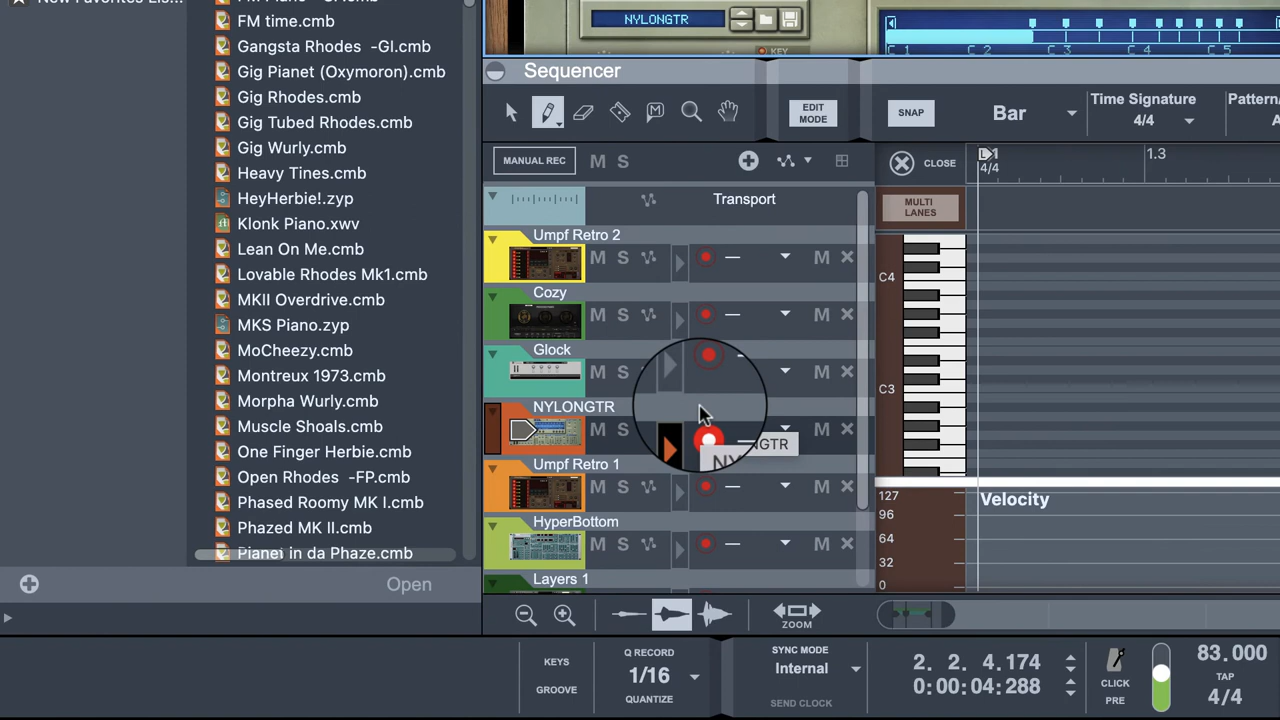 FM time.cmb
Gangsta Rhodes -GI.cmb
Gig Pianet (Oxymoron).cmb
Gig Rhodes.cmb
Gig Tubed Rhodes.cmb
Gig Wurly.cmb
Heavy Tines.cmb
HeyHerbie!.zyp
Klonk Piano.xwv
Lean On Me.cmb
Lovable Rhodes Mk1.cmb
MKII Overdrive.cmb
MKS Piano.zyp
MoCheezy.cmb
Montreux 1973.cmb
Morpha Wurly.cmb
Muscle Shoals.cmb
One Finger Herbie.cmb
Open Rhodes -FP.cmb
Phased Roomy MK I.cmb
Phazed MK II.cmb
Pianet in da Phaze.cmb
Open
NYLONGTR
KEY
C 1 C 2 C 3 C 4 C 5
Sequencer
EDIT MODE
SNAP
Bar
Time Signature
4/4
MANUAL REC M S
CLOSE
1
4/4
1.3
MULTI LANES
Transport
Umpf Retro 2
M S M
Cozy
M S M
Glock
M S M
NYLONGTR
M S M
Umpf Retro 1
M S M
HyperBottom
M S M
Layers 1
C4
C3
127
96
64
32
0
Velocity
ZOOM
KEYS
GROOVE
Q RECORD
1/16
QUANTIZE
SYNC MODE
Internal
SEND CLOCK
2. 2. 4.174
0:00:04:288
CLICK
PRE
83.000
TAP
4/4